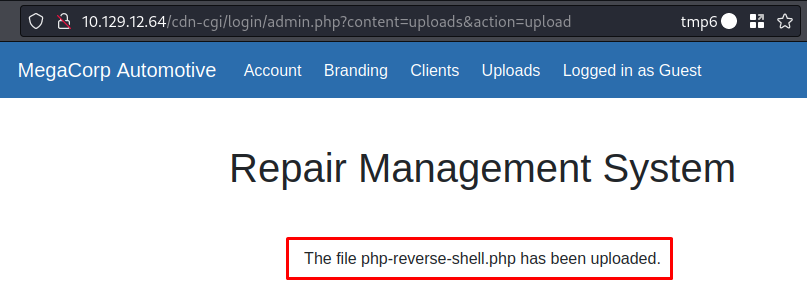 10.129.12.64/cdn-cgi/login/admin.php?content=uploads&action=upload tmp6
MegaCorp Automotive Account Branding Clients Uploads Logged in as Guest
Repair Management System
The file php-reverse-shell.php has been uploaded.